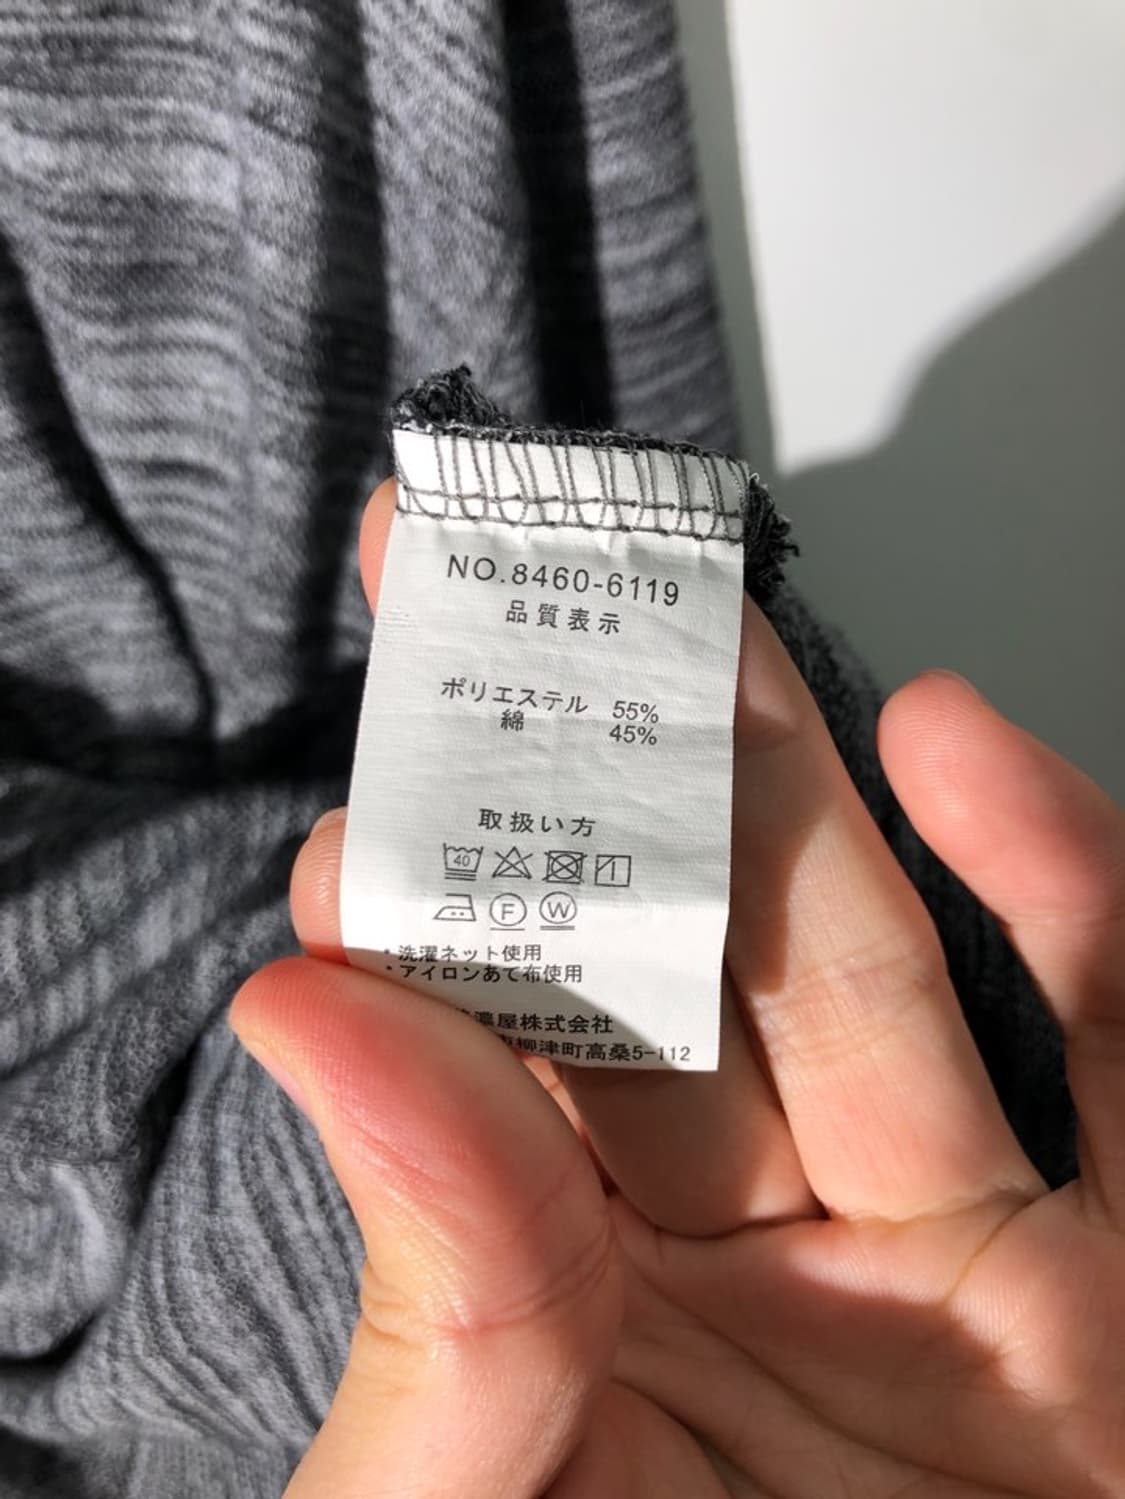 NO.8460-6119
品質表示
ポリエステル 55%
綿 45%
取扱い方
40
F W
・洗濯ネット使用
・アイロンあて布使用
濃屋株式会社
柳津町高桑5-112